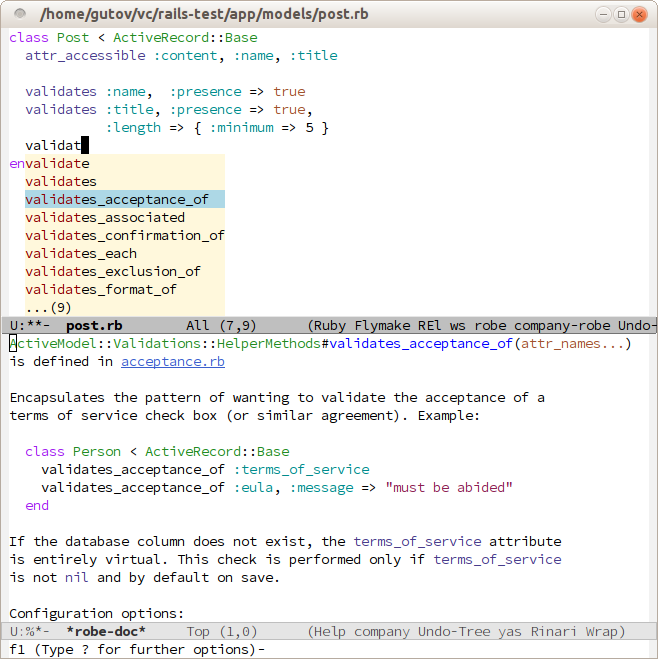 /home/gutov/vc/rails-test/app/models/post.rb
class Post < ActiveRecord::Base
  attr_accessible :content, :name, :title

  validates :name,  :presence => true
  validates :title, :presence => true,
            :length => { :minimum => 5 }
  validat
envalidate
  validates
  validates_acceptance_of
  validates_associated
  validates_confirmation_of
  validates_each
  validates_exclusion_of
  validates_format_of
  ...(9)
U:**-  post.rb        All (7,9)      (Ruby Flymake REl ws robe company-robe Undo-
ActiveModel::Validations::HelperMethods#validates_acceptance_of(attr_names...)
is defined in acceptance.rb

Encapsulates the pattern of wanting to validate the acceptance of a
terms of service check box (or similar agreement). Example:

  class Person < ActiveRecord::Base
    validates_acceptance_of :terms_of_service
    validates_acceptance_of :eula, :message => "must be abided"
  end

If the database column does not exist, the terms_of_service attribute
is entirely virtual. This check is performed only if terms_of_service
is not nil and by default on save.

Configuration options:
U:%*-  *robe-doc*     Top (1,0)      (Help company Undo-Tree yas Rinari Wrap)
f1 (Type ? for further options)-